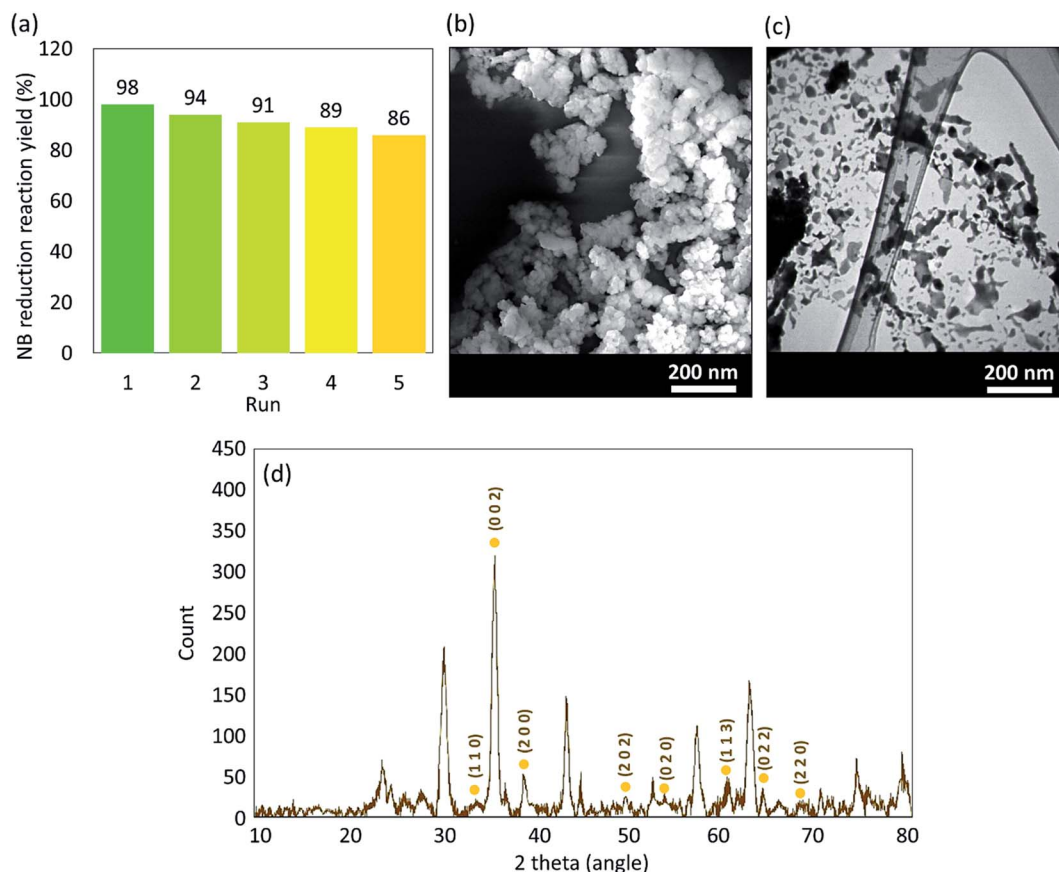 (a)
NB reduction reaction yield (%)
120
100
80
60
40
20
0
98
94
91
89
86
1 2 3 4 5
Run
(b)
200 nm
(c)
200 nm
(d)
Count
450
400
350
300
250
200
150
100
50
0
(1 1 0)
(0 0 2)
(2 0 0)
(2 0 2)
(0 2 0)
(1 1 3)
(0 2 2)
(2 2 0)
10 20 30 40 50 60 70 80
2 theta (angle)